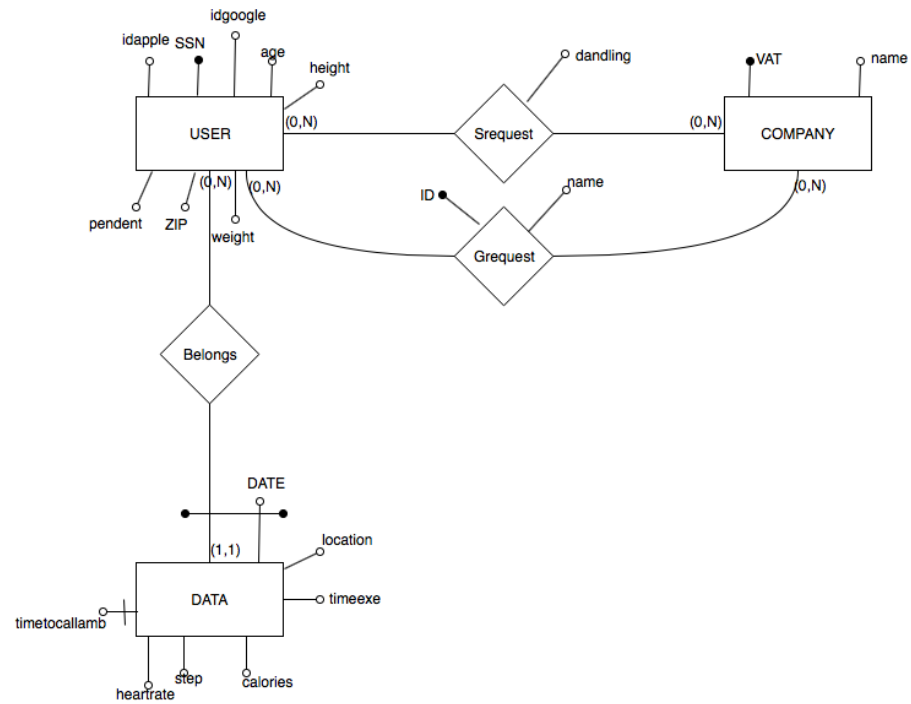 idgoogle
idapple
SSN
age
height
dandling
VAT
name
USER
(0,N)
Srequest
(0,N)
COMPANY
(0,N)
(0,N)
(0,N)
ID
name
pendent
ZIP
weight
Grequest
Belongs
DATE
(1,1)
location
DATA
timeexe
timetocallamb
heartrate
step
calories